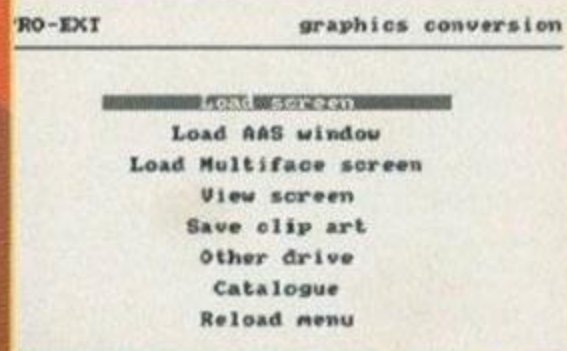 'RO-EXT graphics conversion
Load screen
Load AAS window
Load Multiface screen
View screen
Save clip art
Other drive
Catalogue
Reload menu